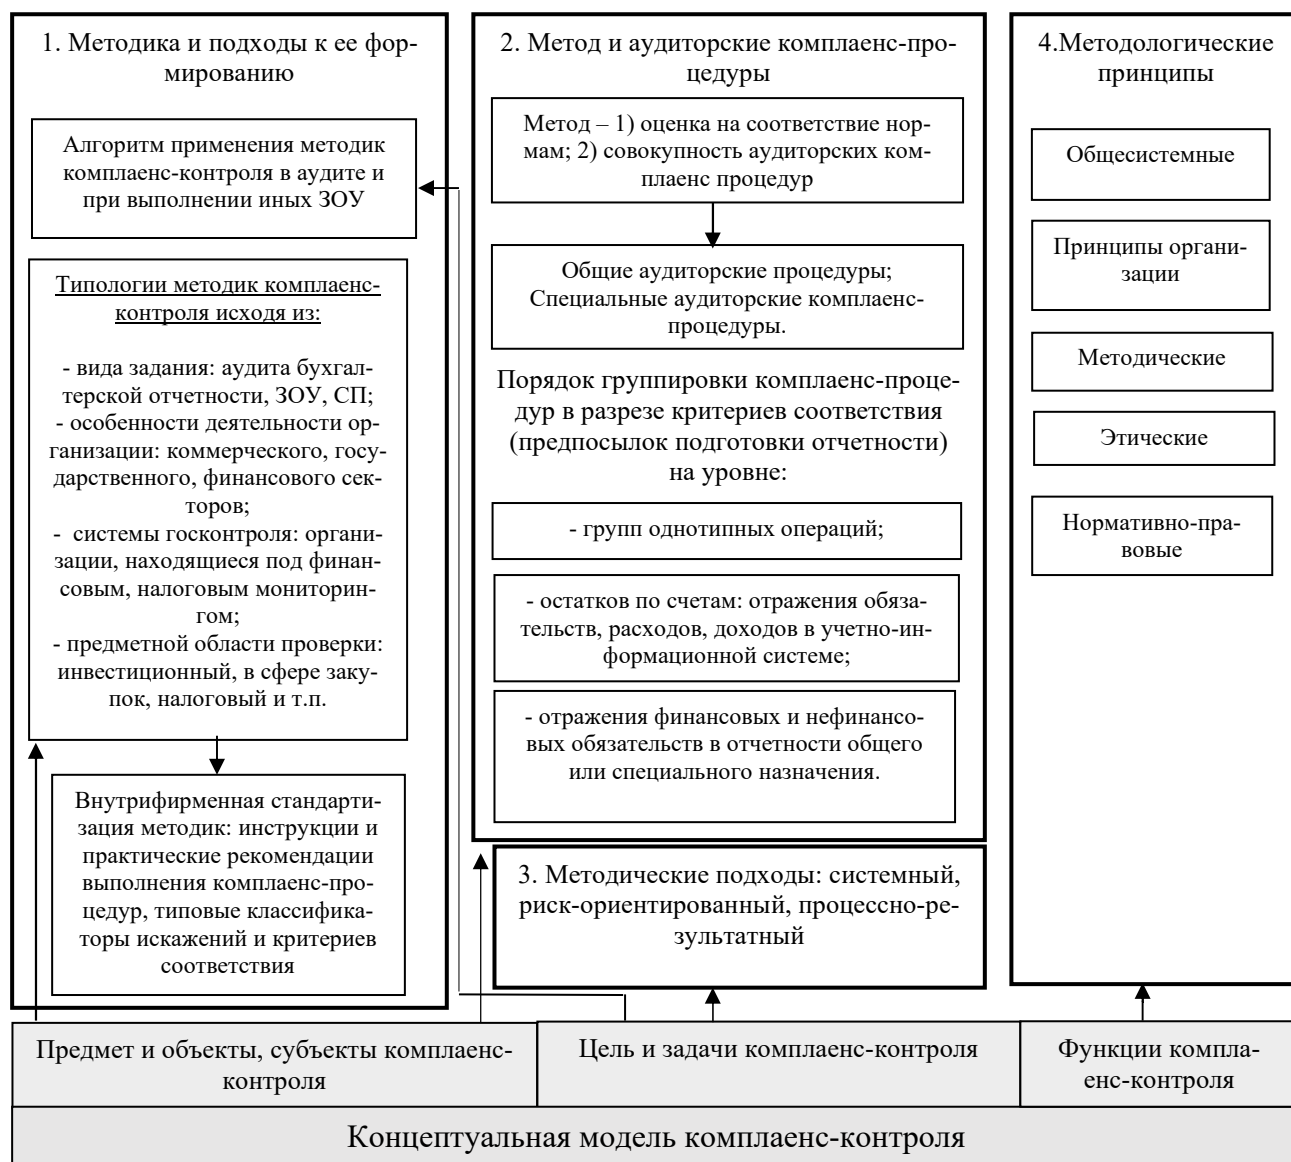 1. Методика и подходы к ее фор-
мированию
Алгоритм применения методик
комплаенс-контроля в аудите и
при выполнении иных ЗОУ
Типологии методик комплаенс-
контроля исходя из:
- вида задания: аудита бухгал-
терской отчетности, ЗОУ, СП;
- особенности деятельности ор-
ганизации: коммерческого, госу-
дарственного, финансового сек-
торов;
- системы госконтроля: органи-
зации, находящиеся под финан-
совым, налоговым мониторин-
гом;
- предметной области проверки:
инвестиционный, в сфере заку-
пок, налоговый и т.п.
Внутрифирменная стандарти-
зация методик: инструкции и
практические рекомендации
выполнения комплаенс-про-
цедур, типовые классифика-
торы искажений и критериев
соответствия
2. Метод и аудиторские комплаенс-про-
цедуры
Метод – 1) оценка на соответствие нор-
мам; 2) совокупность аудиторских ком-
плаенс процедур
Общие аудиторские процедуры;
Специальные аудиторские комплаенс-
процедуры.
Порядок группировки комплаенс-проце-
дур в разрезе критериев соответствия
(предпосылок подготовки отчетности)
на уровне:
- групп однотипных операций;
- остатков по счетам: отражения обяза-
тельств, расходов, доходов в учетно-ин-
формационной системе;
- отражения финансовых и нефинансо-
вых обязательств в отчетности общего
или специального назначения.
3. Методические подходы: системный,
риск-ориентированный, процессно-ре-
зультатный
4.Методологические
принципы
Общесистемные
Принципы органи-
зации
Методические
Этические
Нормативно-пра-
вовые
Предмет и объекты, субъекты комплаенс-
контроля
Цель и задачи комплаенс-контроля
Функции компла-
енс-контроля
Концептуальная модель комплаенс-контроля